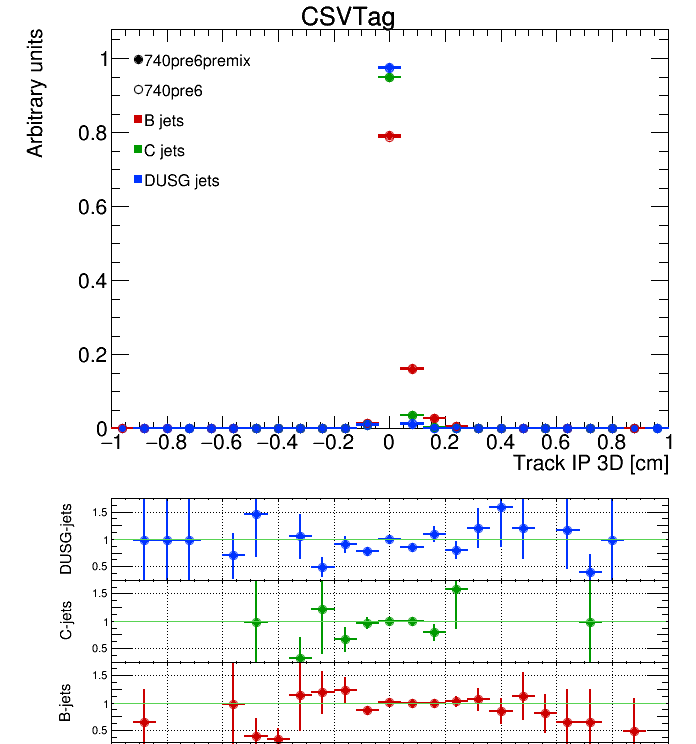 CSVTag
Arbitrary units
1
0.8
0.6
0.4
0.2
0
740pre6premix
740pre6
B jets
C jets
DUSG jets
−1 −0.8 −0.6 −0.4 −0.2 0 0.2 0.4 0.6 0.8 1
Track IP 3D [cm]
DUSG-jets
1.5
1
0.5
C-jets
1.5
1
0.5
B-jets
1.5
1
0.5